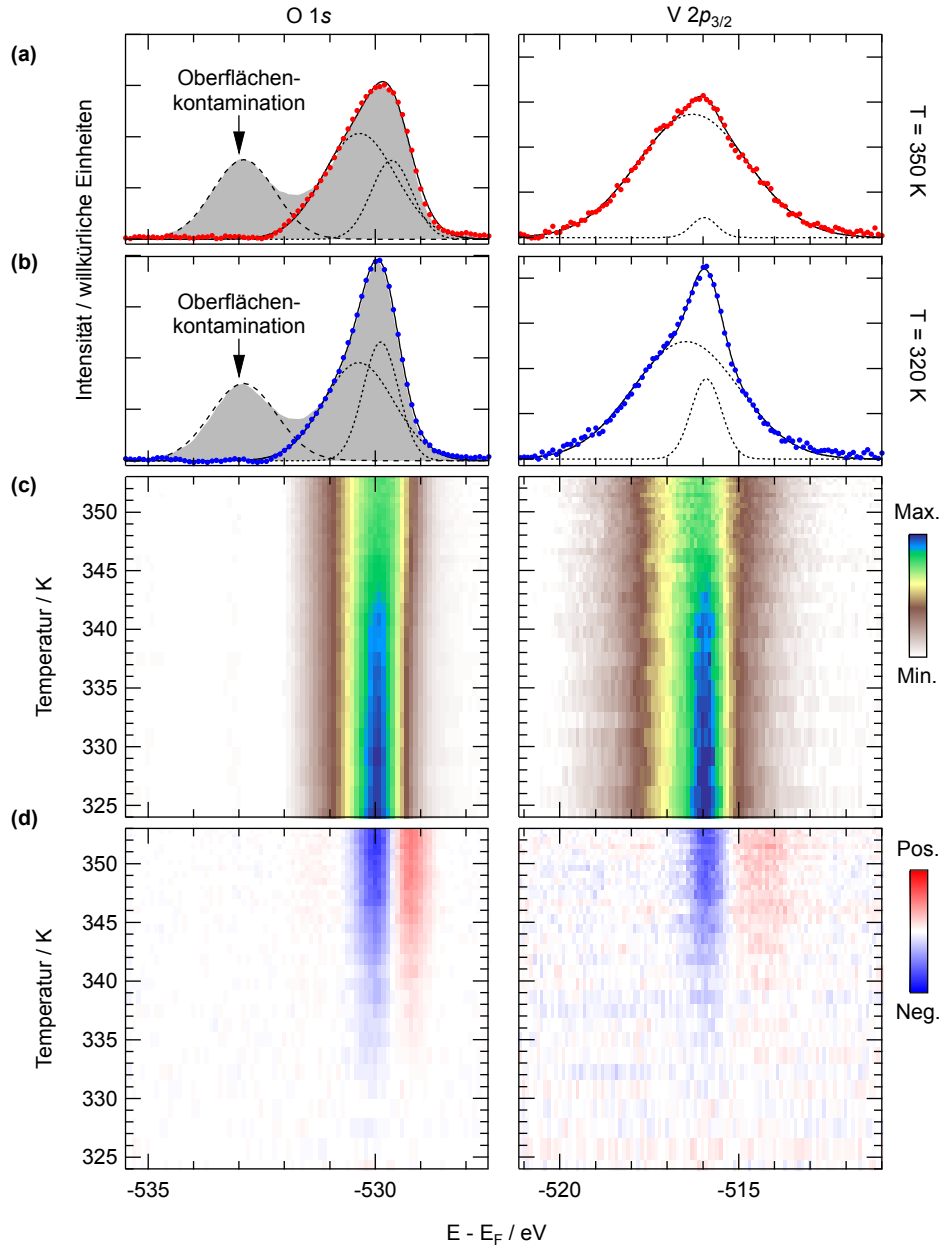 O 1s
V 2p3/2
(a)
Oberflächen-
kontamination
T = 350 K
(b)
Oberflächen-
kontamination
T = 320 K
Intensität / willkürliche Einheiten
(c)
350
345
340
335
330
325
Temperatur / K
Max.
Min.
(d)
350
345
340
335
330
325
Temperatur / K
Pos.
Neg.
-535
-530
-520
-515
E - EF / eV